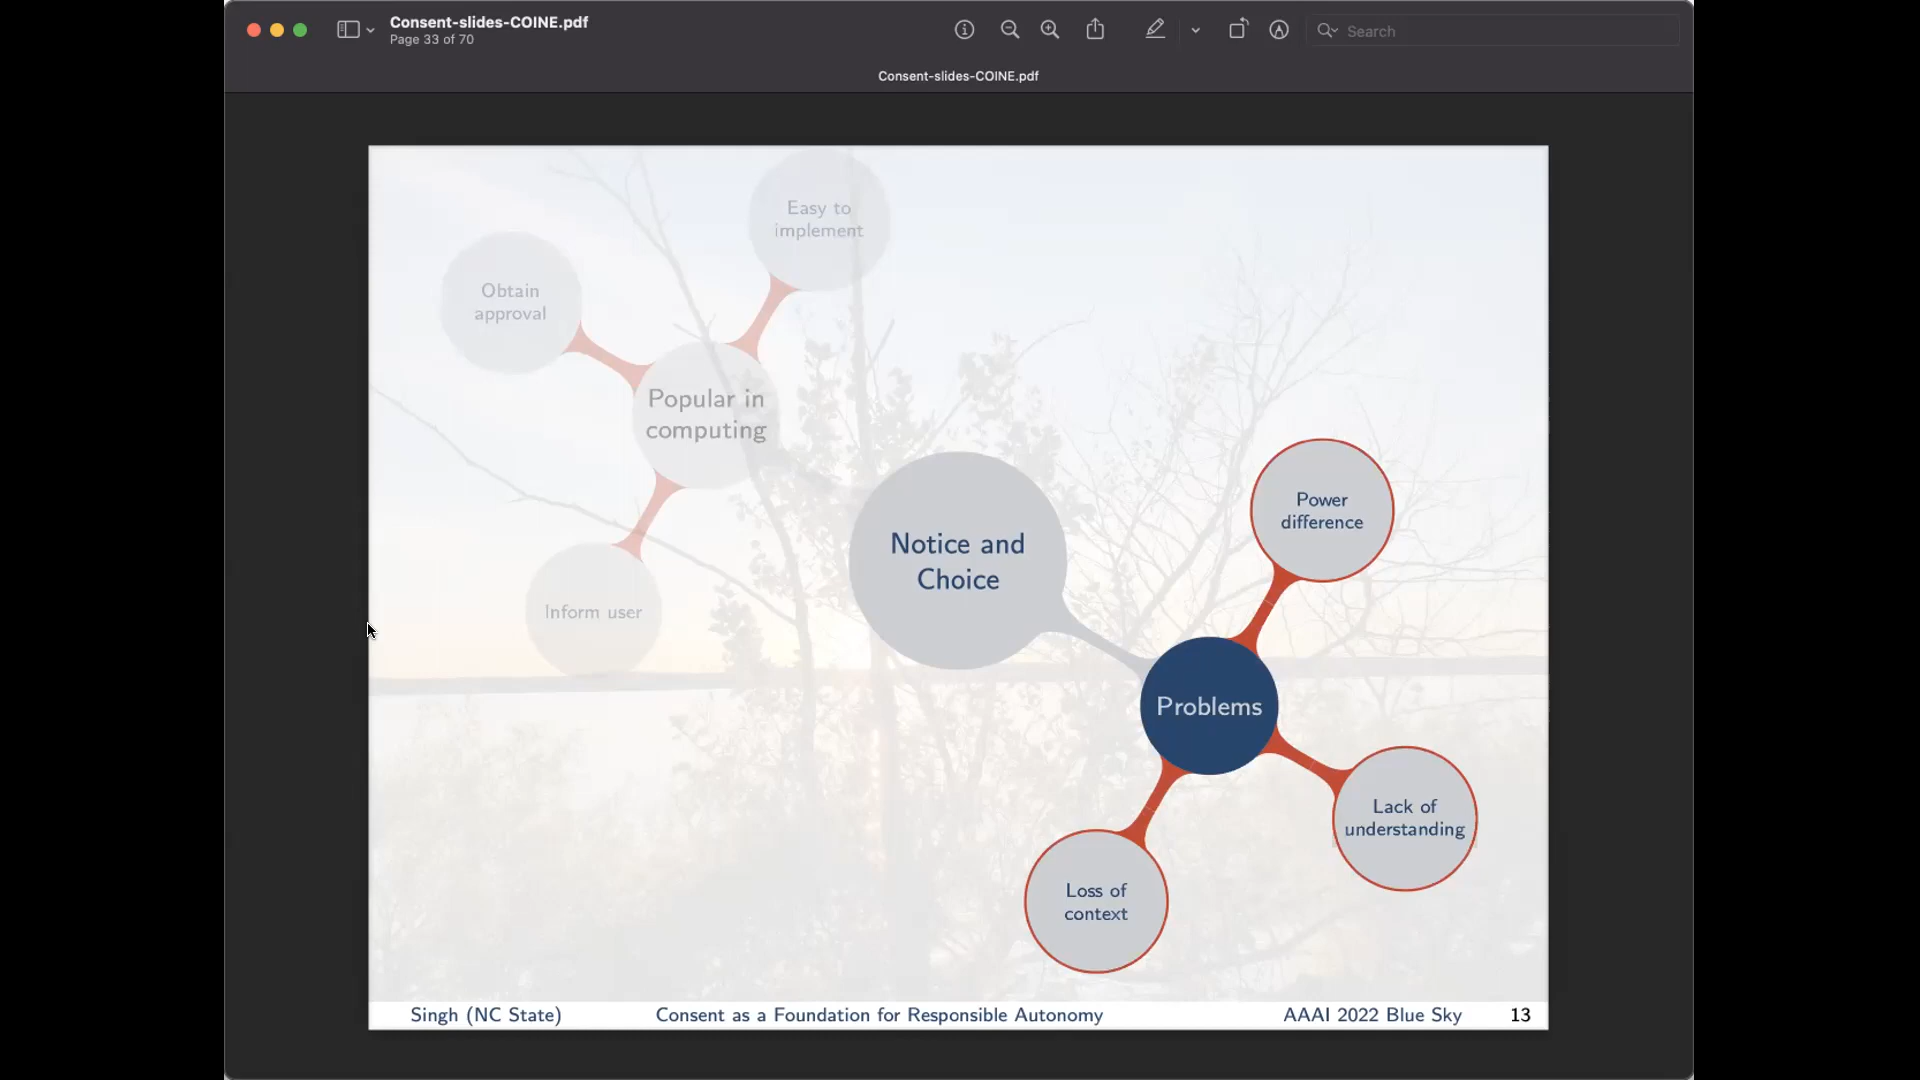 Consent-slides-COINE.pdf
Page 33 of 70
Search
Consent-slides-COINE.pdf
Easy to
implement
Obtain
approval
Popular in
computing
Inform user
Notice and
Choice
Power
difference
Problems
Lack of
understanding
Loss of
context
Singh (NC State) Consent as a Foundation for Responsible Autonomy AAAI 2022 Blue Sky 13